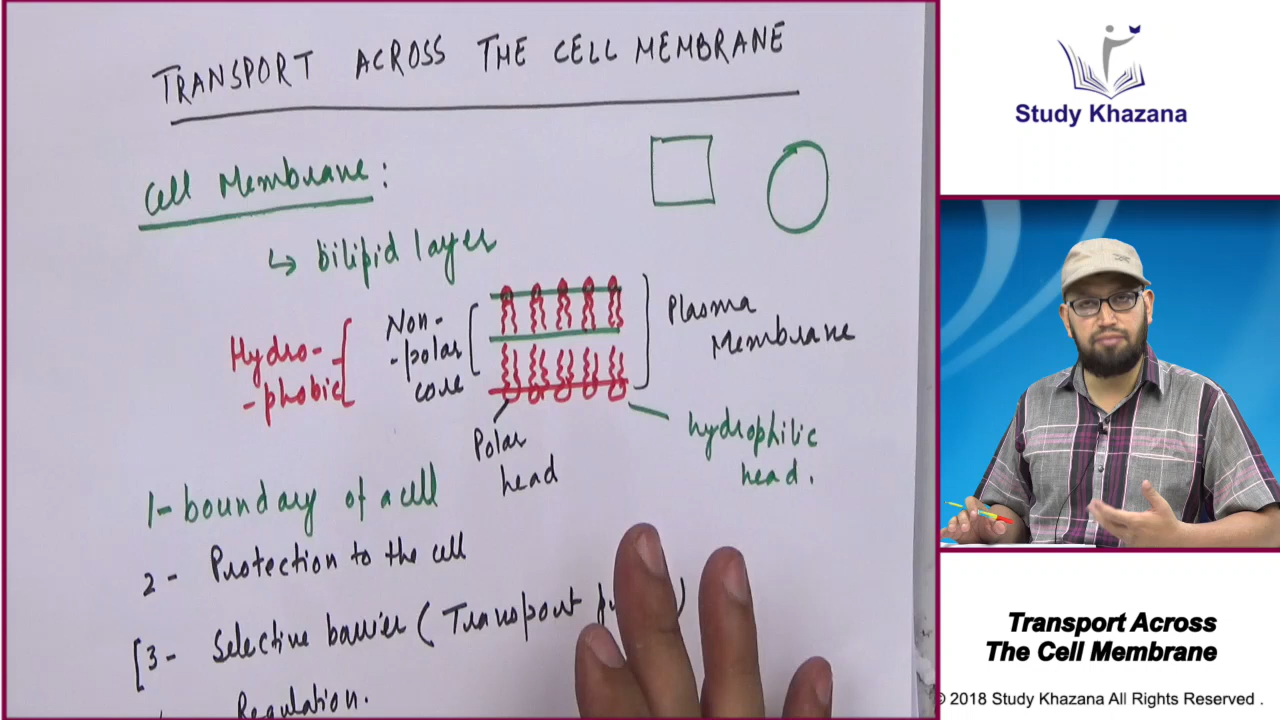 TRANSPORT ACROSS THE CELL MEMBRANE
Cell Membrane:
↳ bilipid layer
Hydro-
-phobic
Non-
-polar
core
Plasma
Membrane
Polar
head
hydrophilic
head.
1- boundary of a cell
2- Protection to the cell
[3- Selective barrier (Transport
Regulation.
Study Khazana
Transport Across
The Cell Membrane
© 2018 Study Khazana All Rights Reserved .